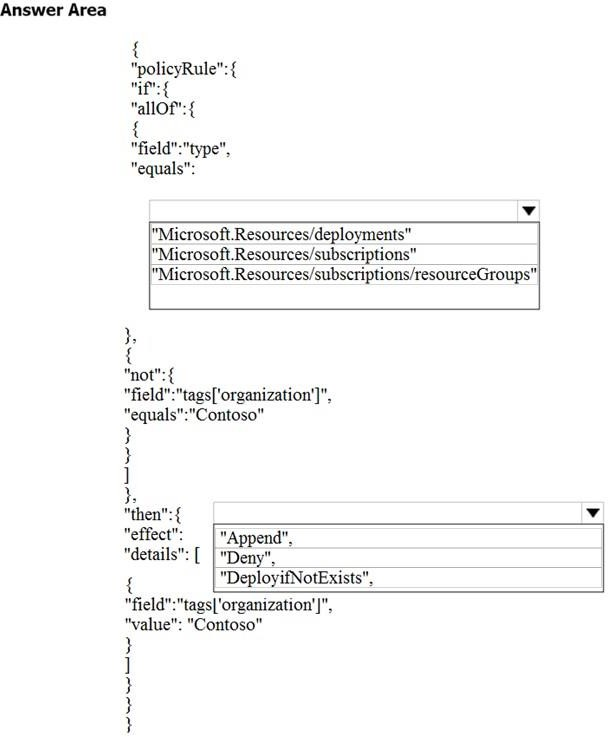 Answer Area
{
"policyRule":{
"if":{
"allOf":{
{
"field":"type",
"equals":
"Microsoft.Resources/deployments"
"Microsoft.Resources/subscriptions"
"Microsoft.Resources/subscriptions/resourceGroups"
},
{
"not":{
"field":"tags['organization']",
"equals":"Contoso"
}
}
]
},
"then":{
"effect":
"Append",
"Deny",
"DeployifNotExists",
"details": [
{
"field":"tags['organization']",
"value": "Contoso"
}
]
}
}
}